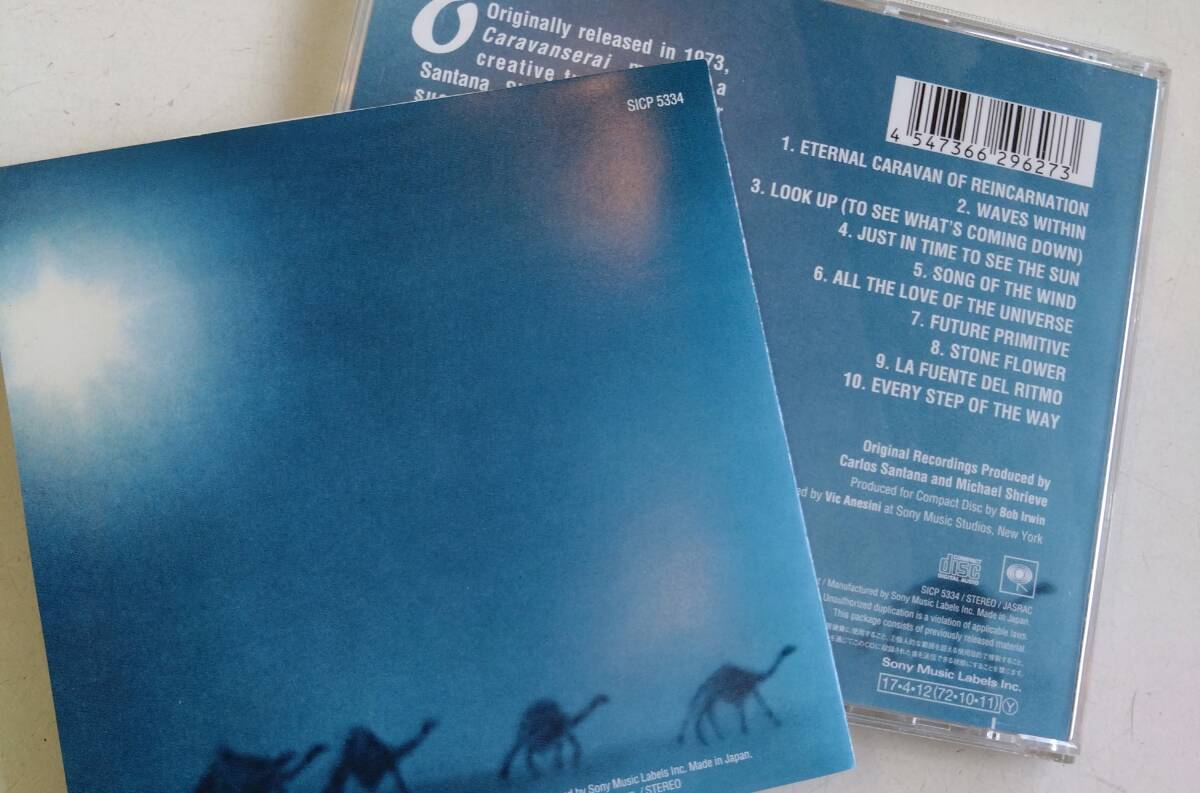 Originally released in 1973,
Caravanserai
creative
Santana
SICP 5334
4 547366 296273
1. ETERNAL CARAVAN OF REINCARNATION
2. WAVES WITHIN
3. LOOK UP (TO SEE WHAT'S COMING DOWN)
4. JUST IN TIME TO SEE THE SUN
5. SONG OF THE WIND
6. ALL THE LOVE OF THE UNIVERSE
7. FUTURE PRIMITIVE
8. STONE FLOWER
9. LA FUENTE DEL RITMO
10. EVERY STEP OF THE WAY
Original Recordings Produced by
Carlos Santana and Michael Shrieve
Produced for Compact Disc by Bob Irwin
by Vic Anesini at Sony Music Studios, New York
COMPACT
disc
DIGITAL AUDIO
SICP 5334 / STEREO / JASRAC
/ Manufactured by Sony Music Labels Inc. Made in Japan.
Unauthorized duplication is a violation of applicable laws.
This package consists of previously released material.
Sony Music Labels Inc.
17・4・12(72・10・11) Y
by Sony Music Labels Inc. Made in Japan.
/ STEREO